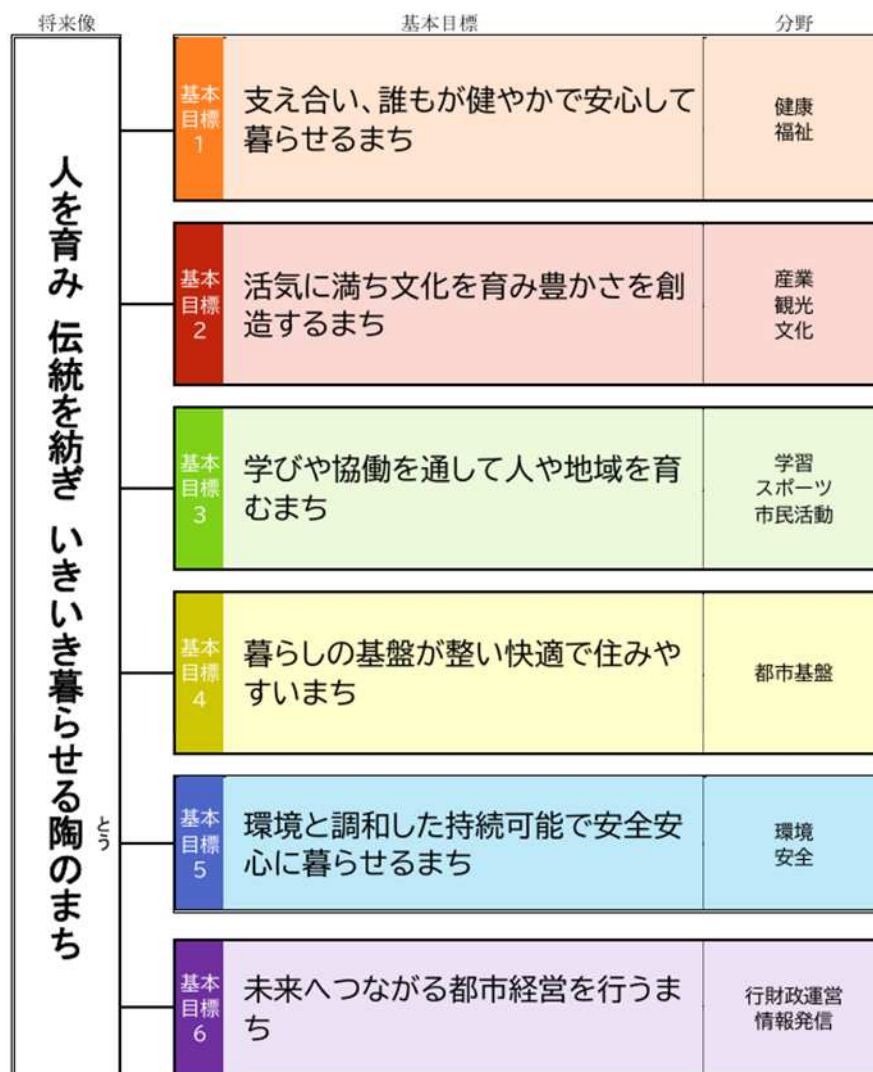 将来像
基本目標
分野
人を育み 伝統を紡ぎ いきいき暮らせる陶のまち
とう
基本
目標
1
支え合い、誰もが健やかで安心して
暮らせるまち
健康
福祉
基本
目標
2
活気に満ち文化を育み豊かさを創
造するまち
産業
観光
文化
基本
目標
3
学びや協働を通して人や地域を育
むまち
学習
スポーツ
市民活動
基本
目標
4
暮らしの基盤が整い快適で住みや
すいまち
都市基盤
基本
目標
5
環境と調和した持続可能で安全安
心に暮らせるまち
環境
安全
基本
目標
6
未来へつながる都市経営を行うま
ち
行財政運営
情報発信